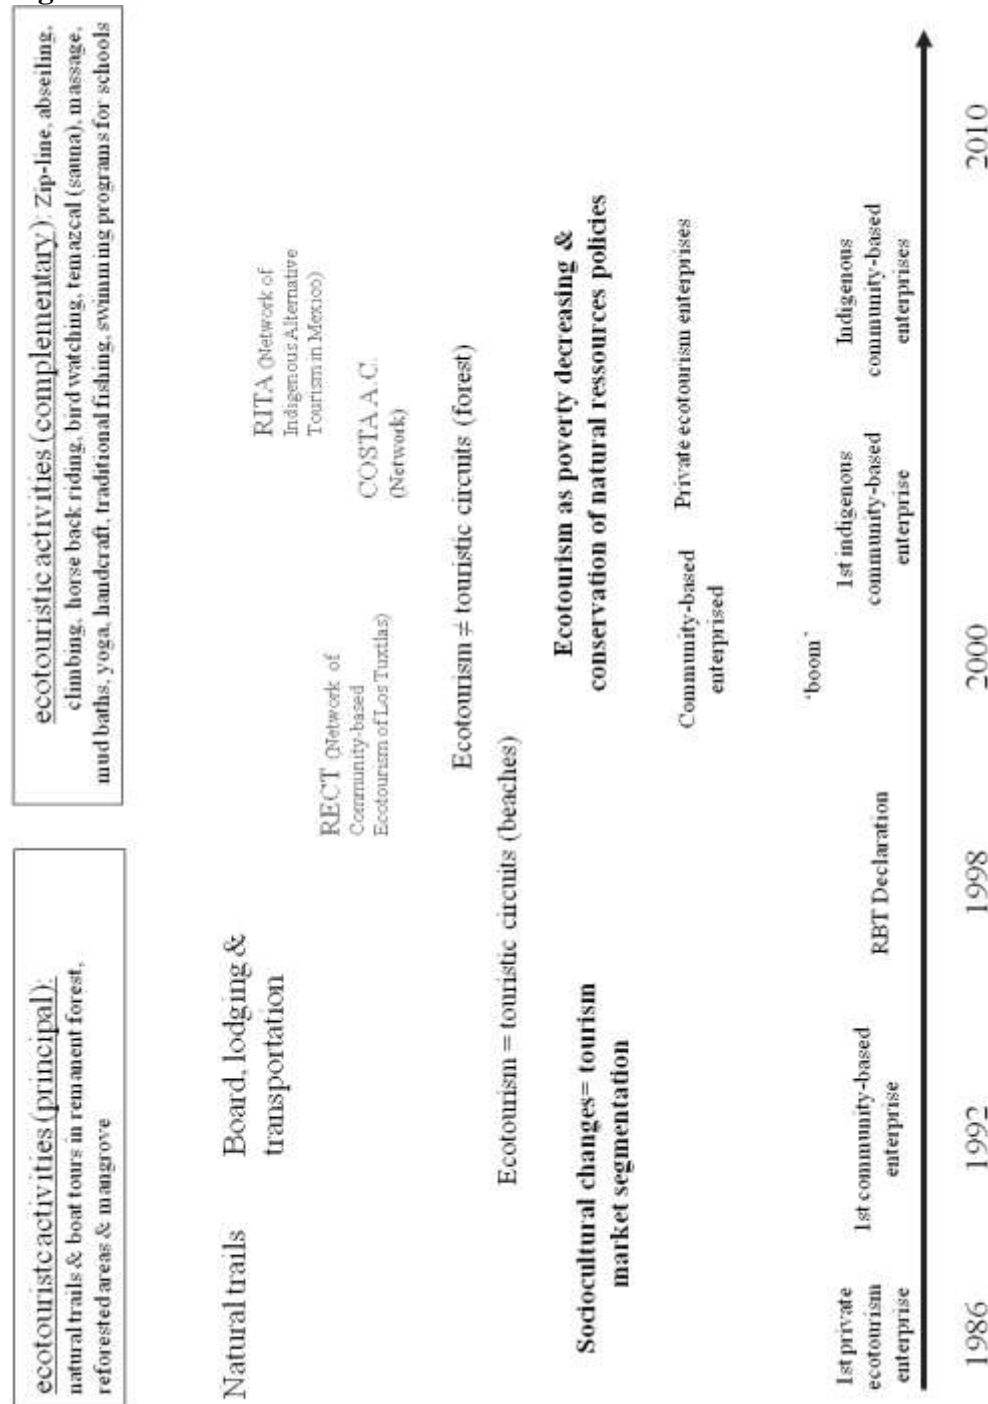 ecotouristc activities (principal):
natural trails & boat tours in remanent forest,
reforested areas & mangrove
ecotouristic activities (complementary): Zip-line, abseiling,
climbing, horse back riding, bird watching, temazcal (sauna), massage,
mud baths, yoga, handcraft, traditional fishing, swimming programs for schools
Natural trails
Board, lodging &
transportation
RECT (Network of
Community-based
Ecotourism of Los Tuxtlas)
RITA (Network of
Indigenous Alternative
Tourism in Mexico)
COSTA A.C.
(Network)
Ecotourism ≠ touristic circuits (forest)
Ecotourism = touristic circuits (beaches)
Sociocultural changes= tourism
market segmentation
Ecotourism as poverty decreasing &
conservation of natural ressources policies
Community-based
enterprised
Private ecotourism enterprises
1st private
ecotourism
enterprise
1st community-based
enterprise
RBT Declaration
'boom'
1st indigenous
community-based
enterprise
Indigenous
community-based
enterprises
1986
1992
1998
2000
2010